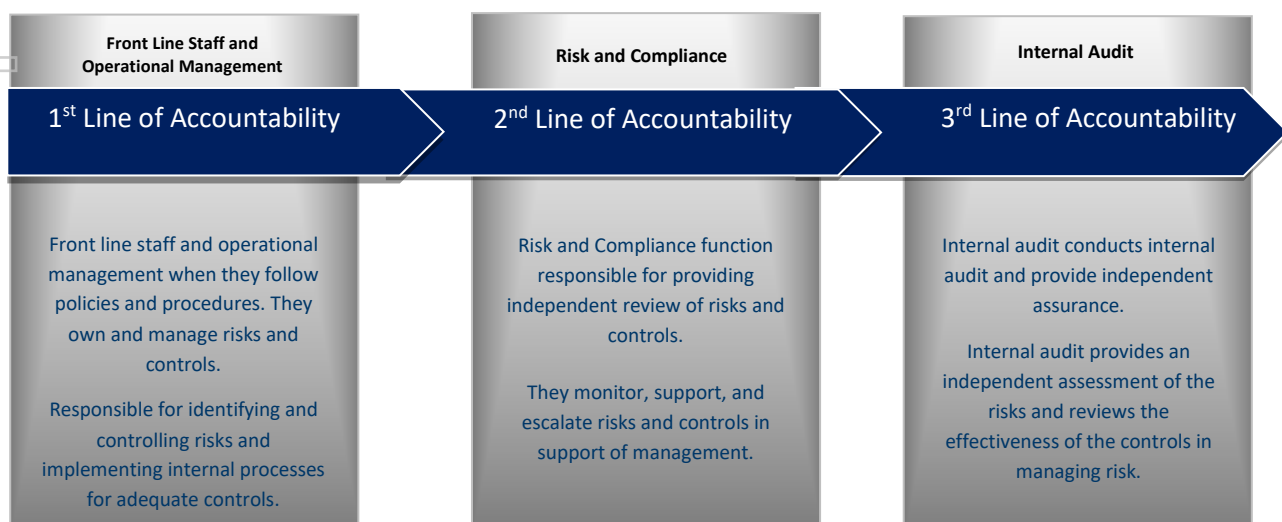 Front Line Staff and
Operational Management
1st Line of Accountability
Front line staff and operational
management when they follow
policies and procedures. They
own and manage risks and
controls.
Responsible for identifying and
controlling risks and
implementing internal processes
for adequate controls.
Risk and Compliance
2nd Line of Accountability
Risk and Compliance function
responsible for providing
independent review of risks and
controls.
They monitor, support, and
escalate risks and controls in
support of management.
Internal Audit
3rd Line of Accountability
Internal audit conducts internal
audit and provide independent
assurance.
Internal audit provides an
independent assessment of the
risks and reviews the
effectiveness of the controls in
managing risk.